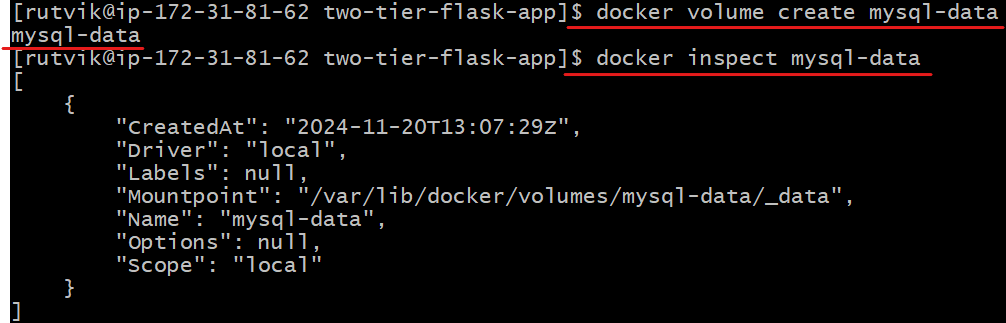 [rutvik@ip-172-31-81-62 two-tier-flask-app]$ docker volume create mysql-data
mysql-data
[rutvik@ip-172-31-81-62 two-tier-flask-app]$ docker inspect mysql-data
[
    {
        "CreatedAt": "2024-11-20T13:07:29Z",
        "Driver": "local",
        "Labels": null,
        "Mountpoint": "/var/lib/docker/volumes/mysql-data/_data",
        "Name": "mysql-data",
        "Options": null,
        "Scope": "local"
    }
]